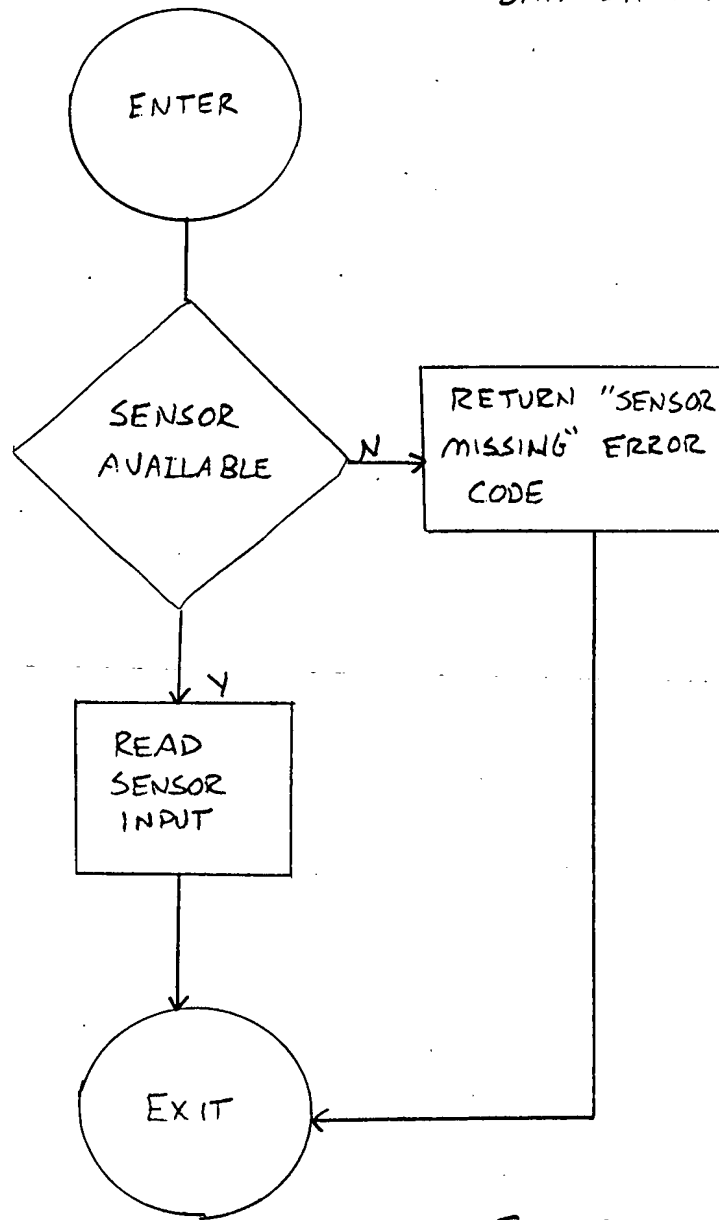 ENTER
SENSOR
AVAILABLE
N
RETURN "SENSOR
MISSING" ERROR
CODE
Y
READ
SENSOR
INPUT
EXIT